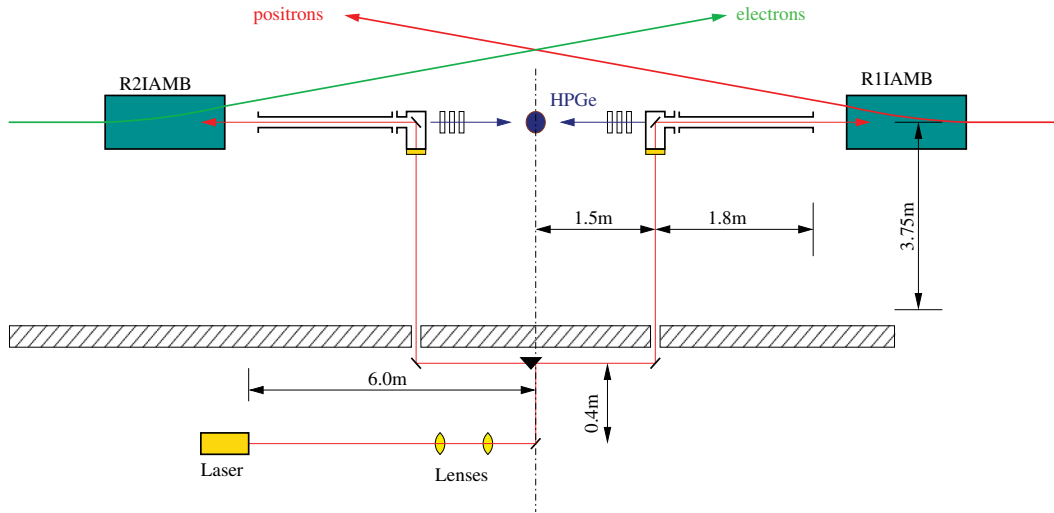 positrons
electrons
R2IAMB
R1IAMB
HPGe
1.5m
1.8m
3.75m
6.0m
0.4m
Laser
Lenses